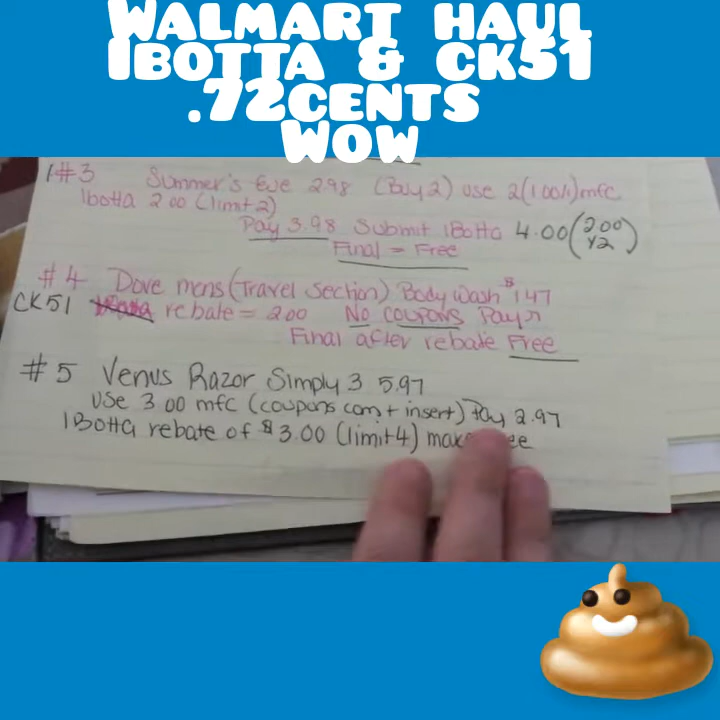 WALMART HAUL
IBOTTA & CK51
.72CENTS
WOW
#3 Summer's Eve 2.98 (Buy 2) use 2(1.00/1)mfc
Ibotta 2.00 (limit 2)
Pay 3.98 Submit iBotta 4.00 (2.00 x2)
Final = Free
#4 Dove mens (Travel Section) Body Wash $1.47
CK51 rebate = 2.00 No coupons Pay
Final after rebate Free
#5 Venus Razor Simply 3 5.97
Use 3.00 mfc (coupons.com + insert) Pay 2.97
IBotta rebate of $3.00 (limit 4)